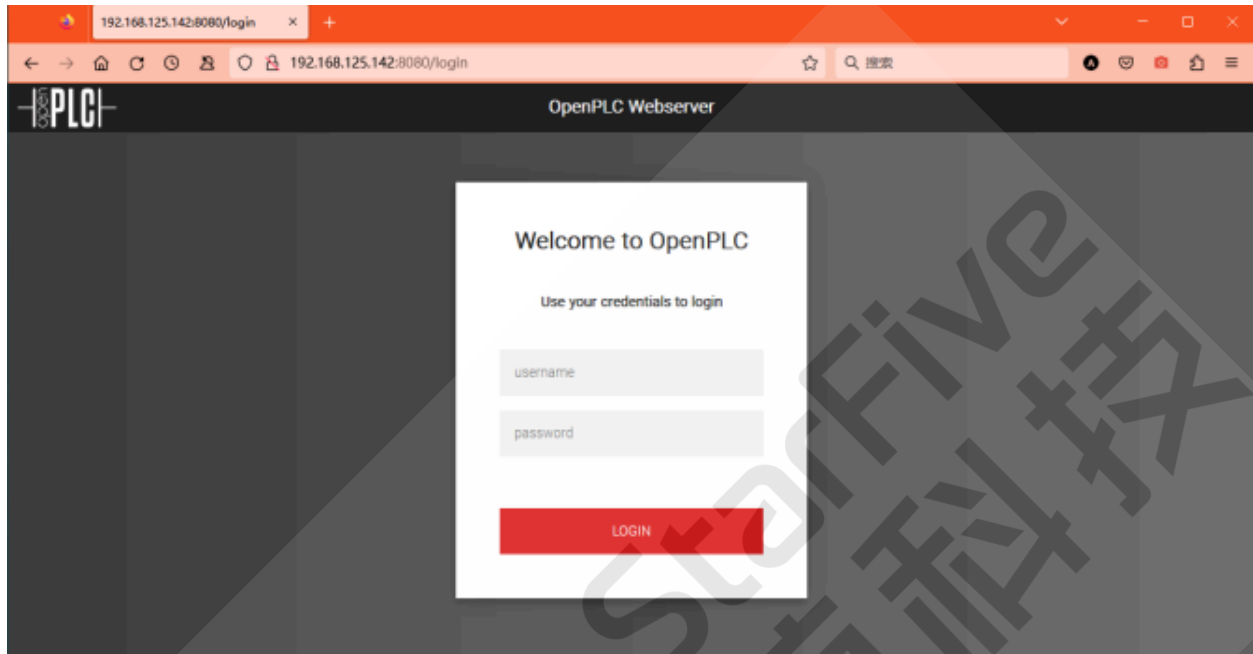 192.168.125.142:8080/login
192.168.125.142:8080/login
搜索
open PLC
OpenPLC Webserver
Welcome to OpenPLC
Use your credentials to login
username
password
LOGIN
StarFive
科技